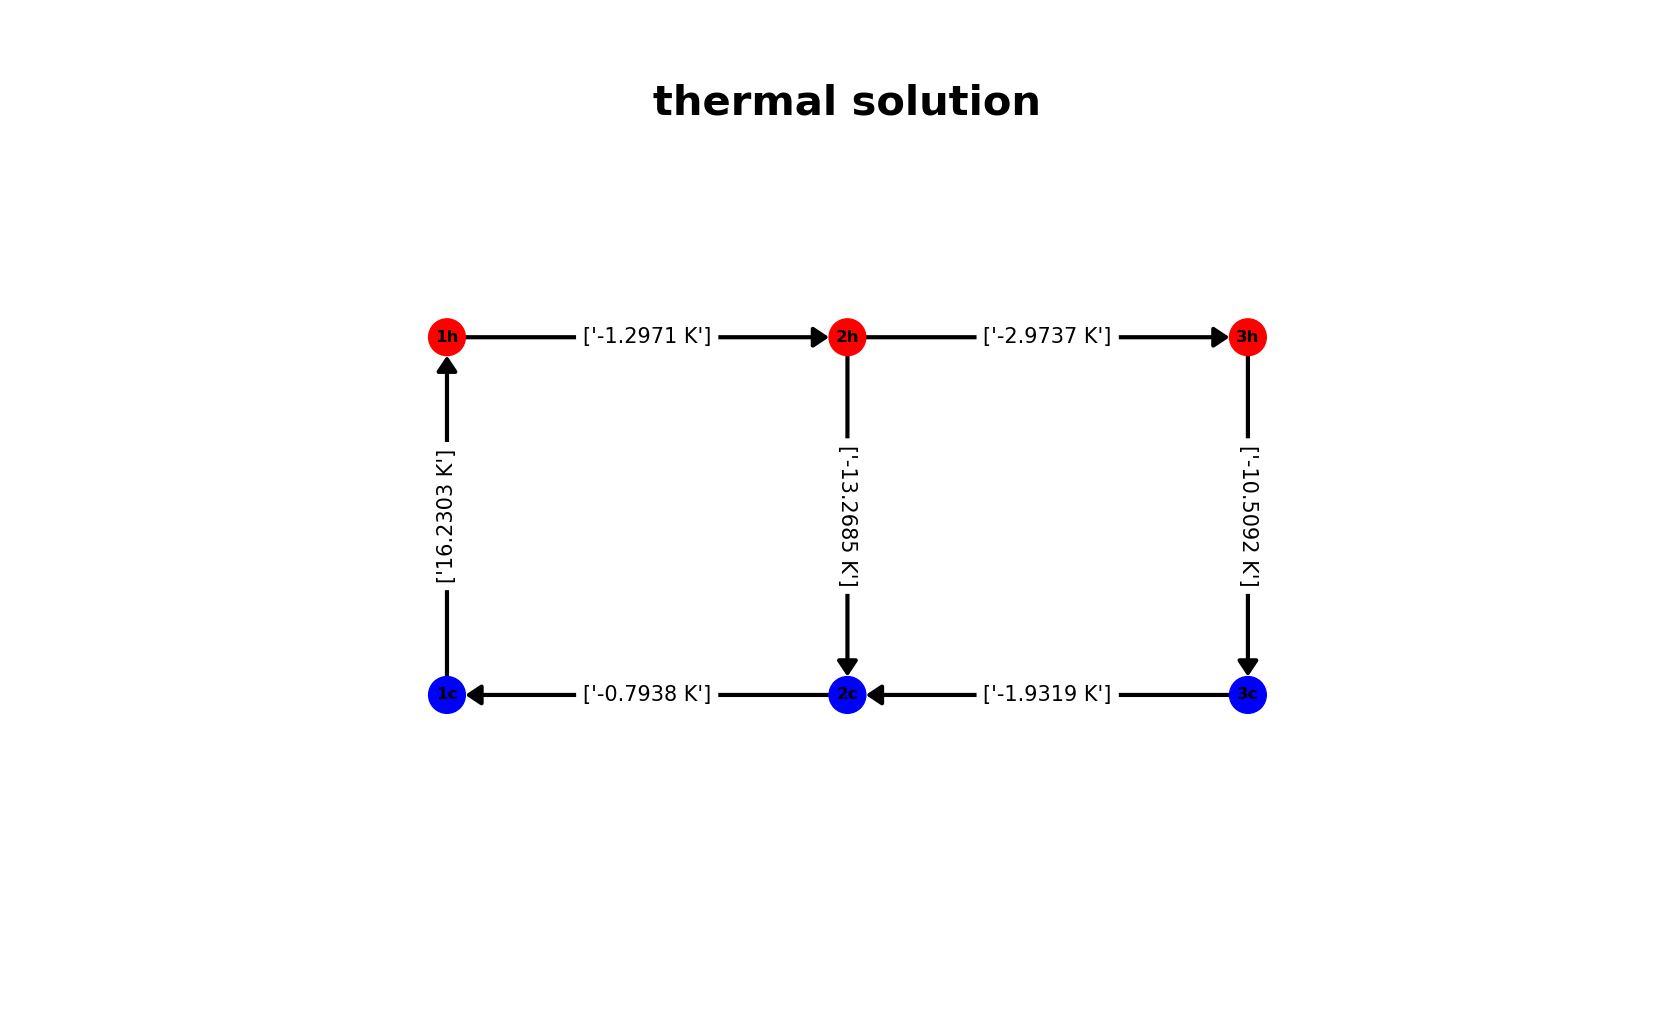 thermal solution
1h
['-1.2971 K']
2h
['-2.9737 K']
3h
['16.2303 K']
['-13.2685 K']
['-10.5092 K']
1c
['-0.7938 K']
2c
['-1.9319 K']
3c